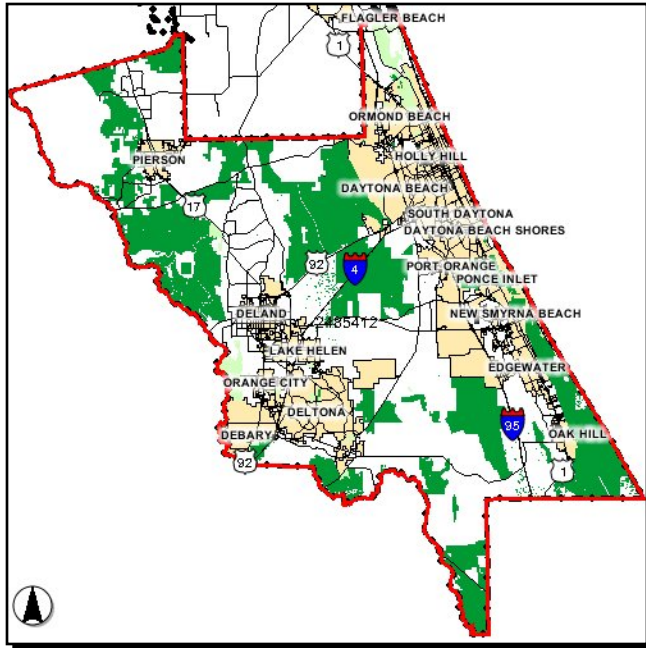 FLAGLER BEACH
1
ORMOND BEACH
HOLLY HILL
PIERSON
DAYTONA BEACH
17
SOUTH DAYTONA
DAYTONA BEACH SHORES
92
4
PORT ORANGE
PONCE INLET
DELAND
2435412
NEW SMYRNA BEACH
LAKE HELEN
EDGEWATER
ORANGE CITY
DELTONA
95
DEBARY
OAK HILL
92
1